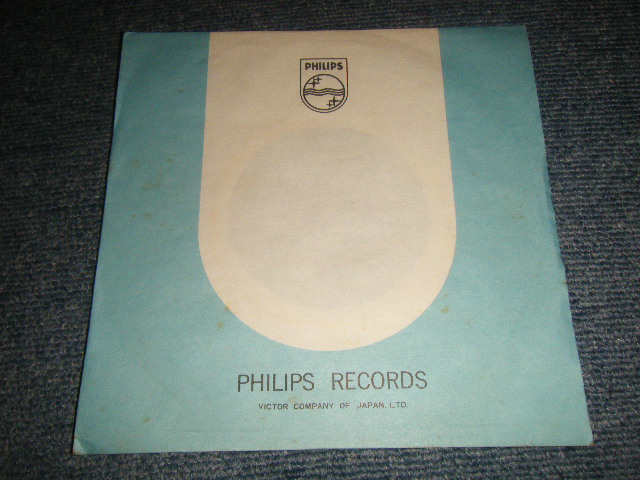 PHILIPS
PHILIPS RECORDS
VICTOR COMPANY OF JAPAN, LTD.